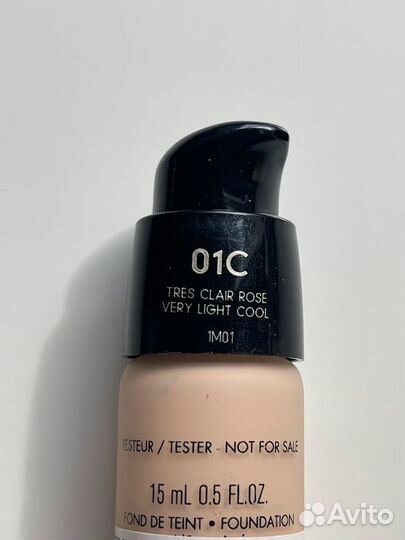 01C
TRES CLAIR ROSE
VERY LIGHT COOL
1M01
TESTEUR / TESTER - NOT FOR SALE
15 mL 0.5 FL.OZ.
FOND DE TEINT • FOUNDATION
Avito